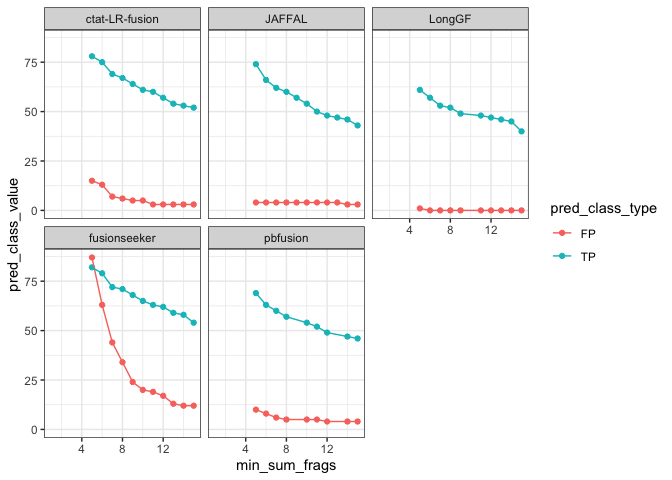 ctat-LR-fusion
JAFFAL
LongGF
75
50
25
0
4
8
12
fusionseeker
pbfusion
75
50
25
0
4
8
12
4
8
12
min_sum_frags
pred_class_value
pred_class_type
FP
TP